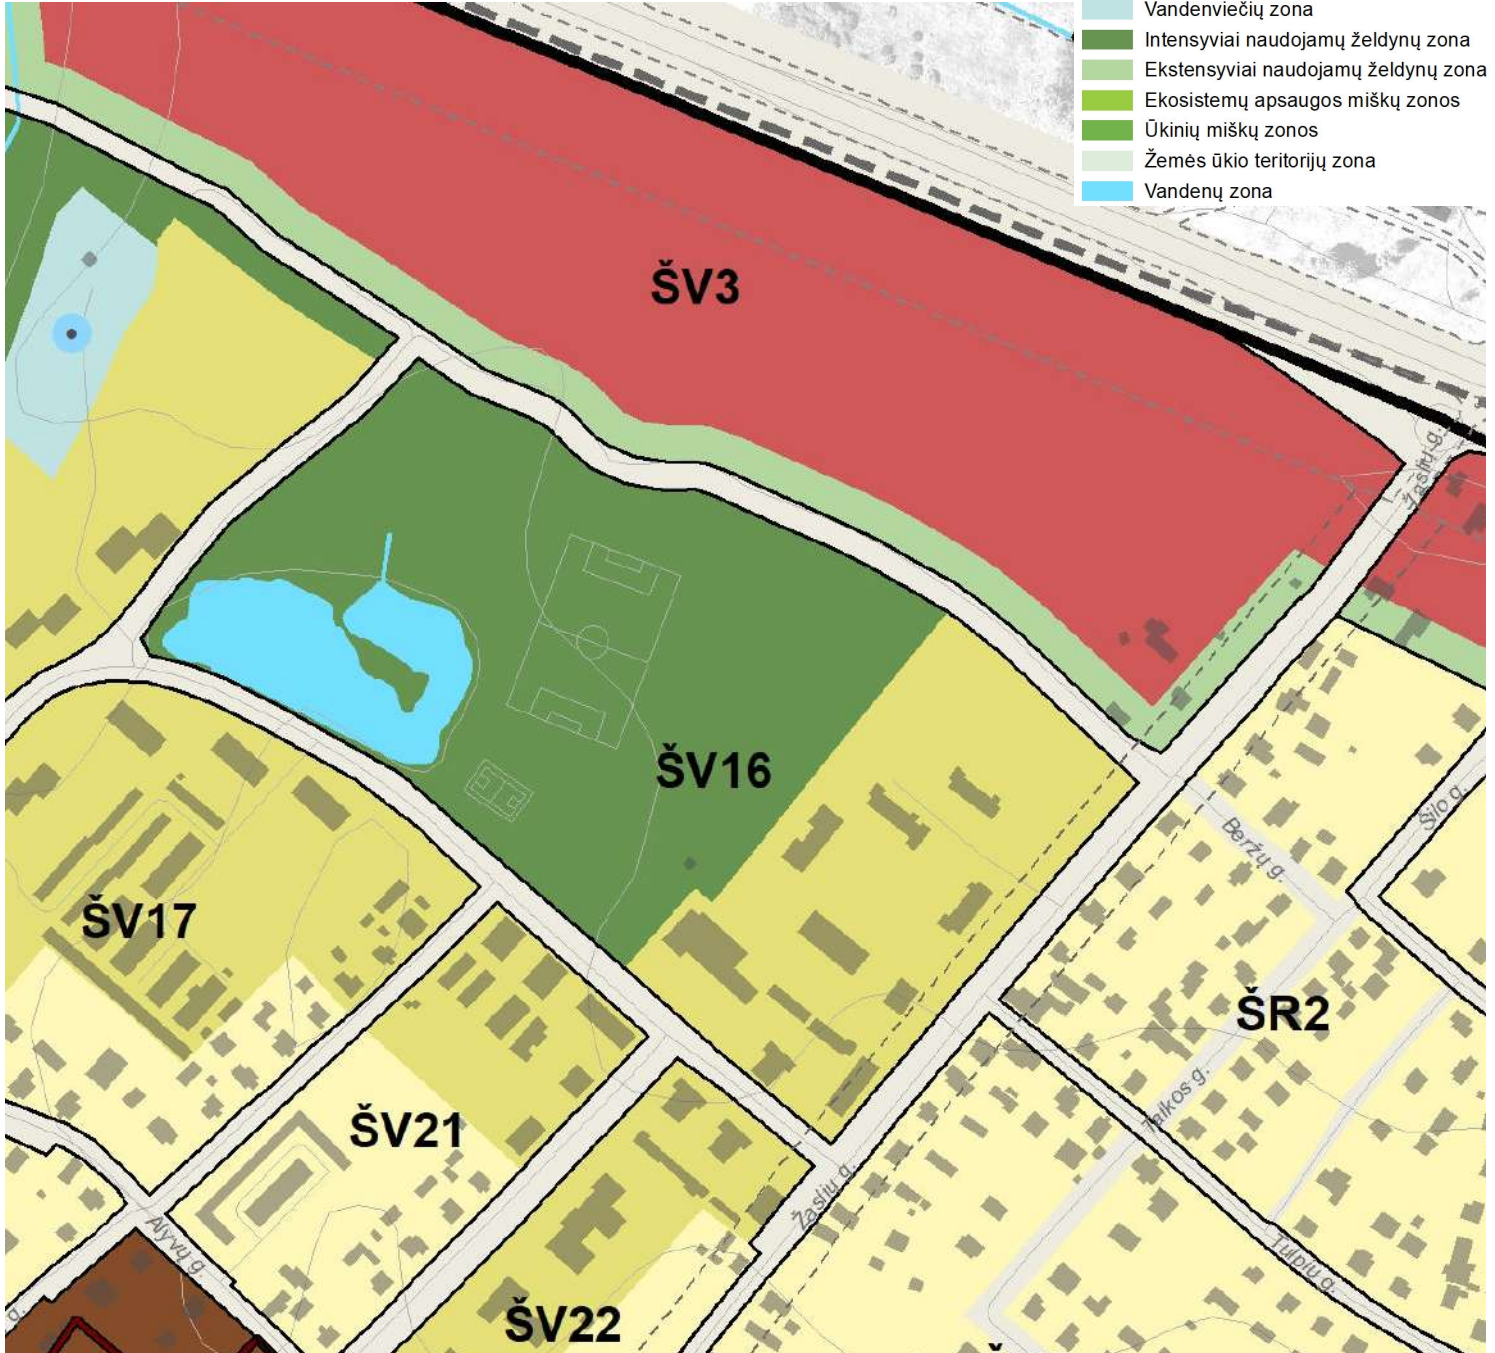 Vandenviečių zona
Intensyviai naudojamų želdynų zona
Ekstensyviai naudojamų želdynų zona
Ekosistemų apsaugos miškų zonos
Ūkinių miškų zonos
Žemės ūkio teritorijų zona
Vandenų zona
ŠV3
Žaslių g.
ŠV16
Šilo g.
Beržų g.
ŠV17
ŠR2
Taikos g.
ŠV21
Žaslių g.
Alyvų g.
Tulpių g.
g.
ŠV22